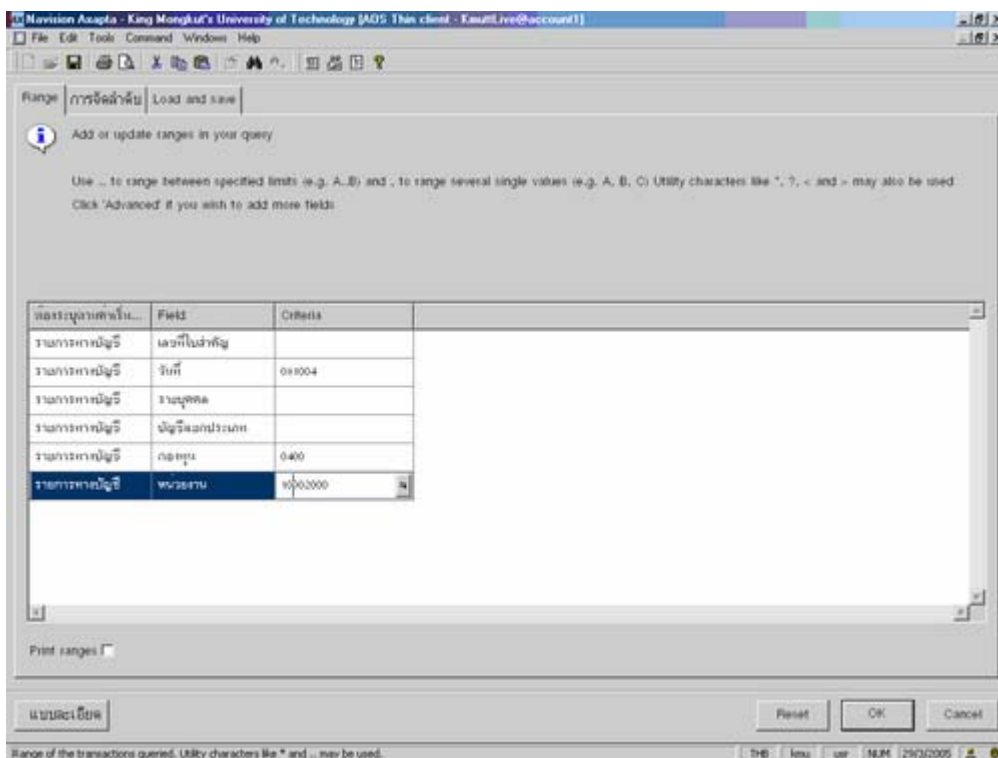 Navision Axapta - King Mongkut's University of Technology [AOS Thin client - KmuttLive@account1]
File Edit Tools Command Windows Help
Range การจัดลำดับ Load and save
Add or update ranges in your query
Use .. to range between specified limits (e.g. A..B) and , to range several single values (e.g. A, B, C) Utility characters like *, ?, < and > may also be used.
Click 'Advanced' if you wish to add more fields
Field Criteria
รายการทางบัญชี เลขที่ใบสำคัญ
รายการทางบัญชี วันที่
รายการทางบัญชี รายบุคคล
รายการทางบัญชี บัญชีแยกประเภท
รายการทางบัญชี กองทุน 0400
รายการทางบัญชี หน่วยงาน 10002000
Print ranges
แบบละเอียด Reset OK Cancel
Range of the transactions queried. Utility characters like * and .. may be used. THB kmu usr NUM 29/3/2005